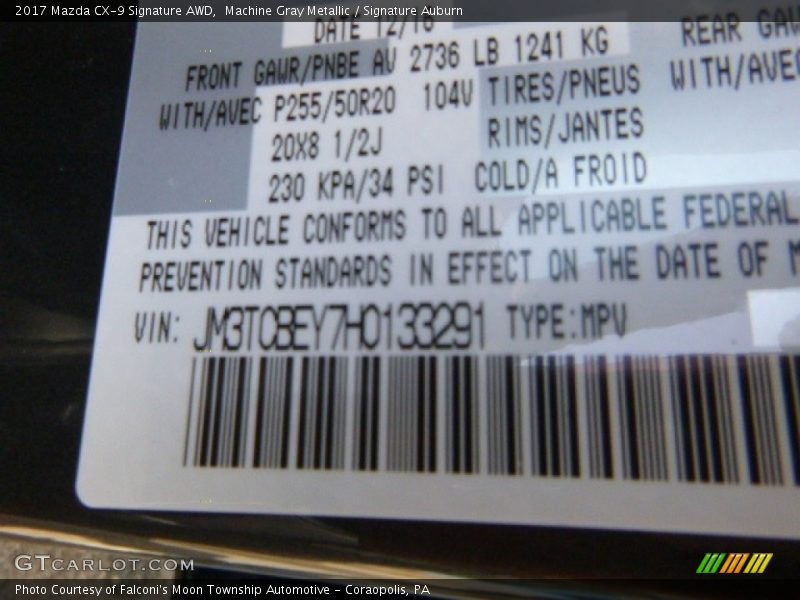 2017 Mazda CX-9 Signature AWD,  Machine Gray Metallic / Signature Auburn
DATE 12/16
FRONT GAWR/PNBE AV 2736 LB 1241 KG REAR
WITH/AVEC P255/50R20 104V TIRES/PNEUS WITH/AVEC
20X8 1/2J RIMS/JANTES
230 KPA/34 PSI COLD/A FROID
THIS VEHICLE CONFORMS TO ALL APPLICABLE FEDERAL
PREVENTION STANDARDS IN EFFECT ON THE DATE OF
VIN: JM3TCBEY7H0133291 TYPE:MPV
GTCARLOT.COM
Photo Courtesy of Falconi's Moon Township Automotive - Coraopolis, PA